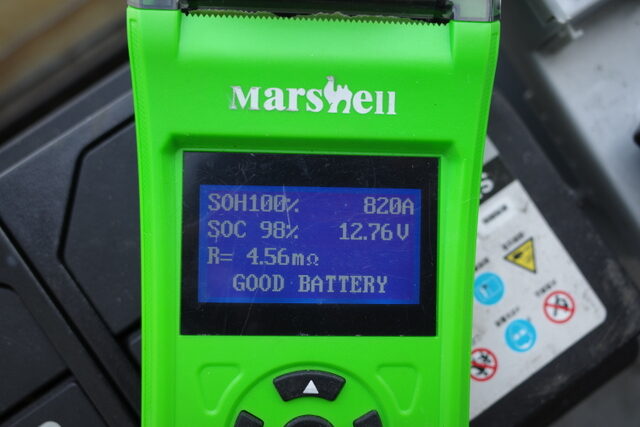 Marshell
SOH100% 820A
SOC 98% 12.76V
R= 4.56mΩ
GOOD BATTERY